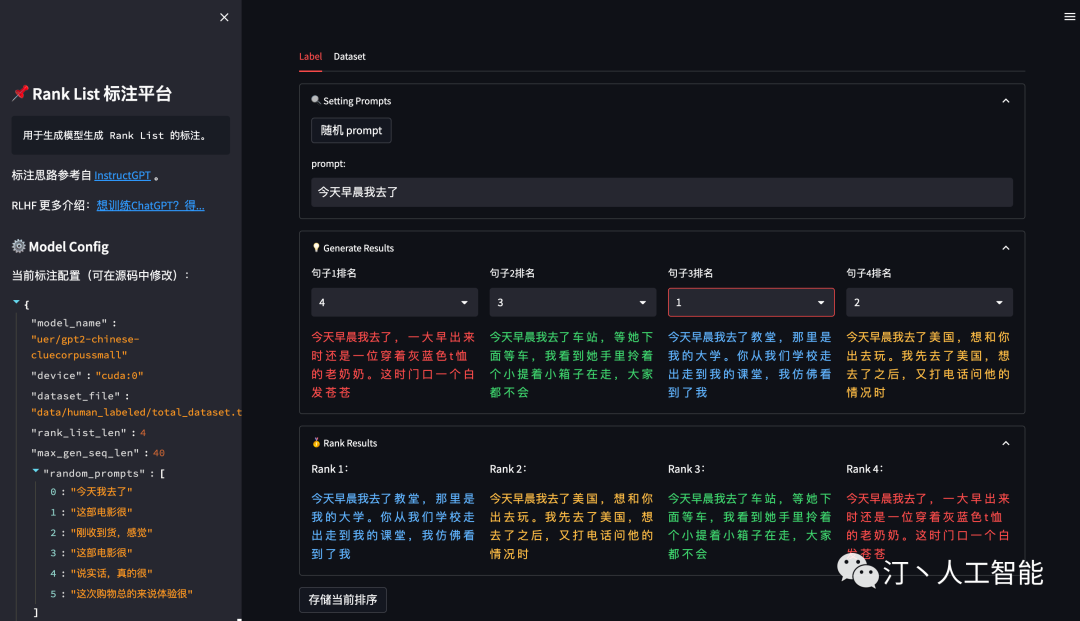 📌 Rank List 标注平台
用于生成模型生成 Rank List 的标注。
标注思路参考自 InstructGPT 。
RLHF 更多介绍：想训练ChatGPT？得...
⚙️ Model Config
当前标注配置（可在源码中修改）：
{
"model_name" :
"uer/gpt2-chinese-
cluecorpussmall"
"device" : "cuda:0"
"dataset_file" :
"data/human_labeled/total_dataset.t
"rank_list_len" : 4
"max_gen_seq_len" : 40
"random_prompts" : [
0 : "今天我去了"
1 : "这部电影很"
2 : "刚收到货，感觉"
3 : "这部电影很"
4 : "说实话，真的很"
5 : "这次购物总的来说体验很"
]
Label Dataset
🔍 Setting Prompts
随机 prompt
prompt:
今天早晨我去了
💡 Generate Results
句子1排名 句子2排名 句子3排名 句子4排名
4 3 1 2
今天早晨我去了，一大早出来
时还是一位穿着灰蓝色t恤
的老奶奶。这时门口一个白
发苍苍
今天早晨我去了车站，等她下
面等车，我看到她手里拎着
个小提着小箱子在走，大家
都不会
今天早晨我去了教堂，那里是
我的大学。你从我们学校走
出走到我的课堂，我仿佛看
到了我
今天早晨我去了美国，想和你
出去玩。我先去了美国，想
去了之后，又打电话问他的
情况时
🏅 Rank Results
Rank 1: Rank 2: Rank 3: Rank 4:
今天早晨我去了教堂，那里是
我的大学。你从我们学校走
出走到我的课堂，我仿佛看
到了我
今天早晨我去了美国，想和你
出去玩。我先去了美国，想
去了之后，又打电话问他的
情况时
今天早晨我去了车站，等她下
面等车，我看到她手里拎着
个小提着小箱子在走，大家
都不会
今天早晨我去了，一大早出来
时还是一位穿着灰蓝色t恤
的老奶奶。这时门口一个白
发苍苍
存储当前排序
汀丶人工智能